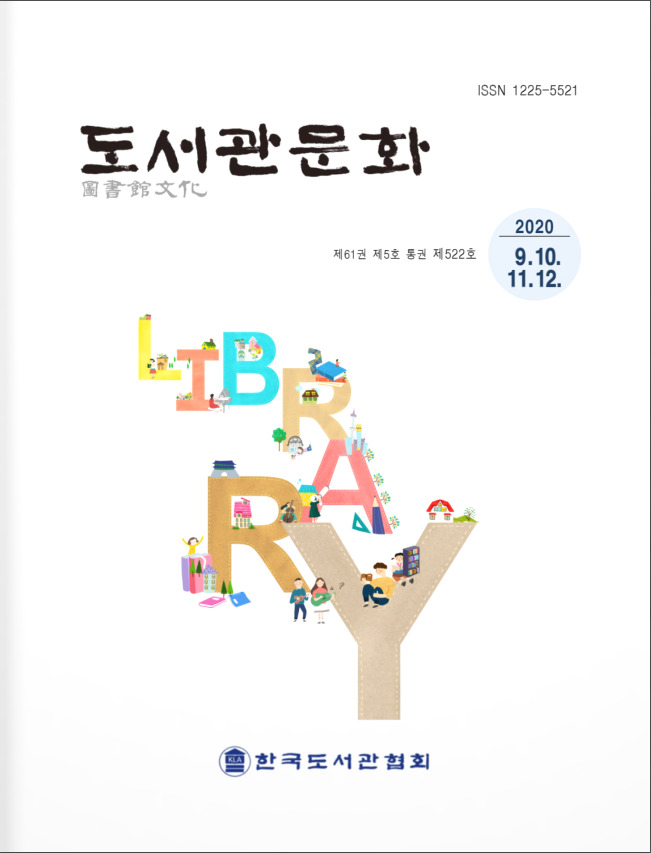 ISSN 1225-5521
도서관문화
圖書館文化
2020
제61권 제5호 통권 제522호
9.10.
11.12.
LIBRARY
KLA 한국도서관협회